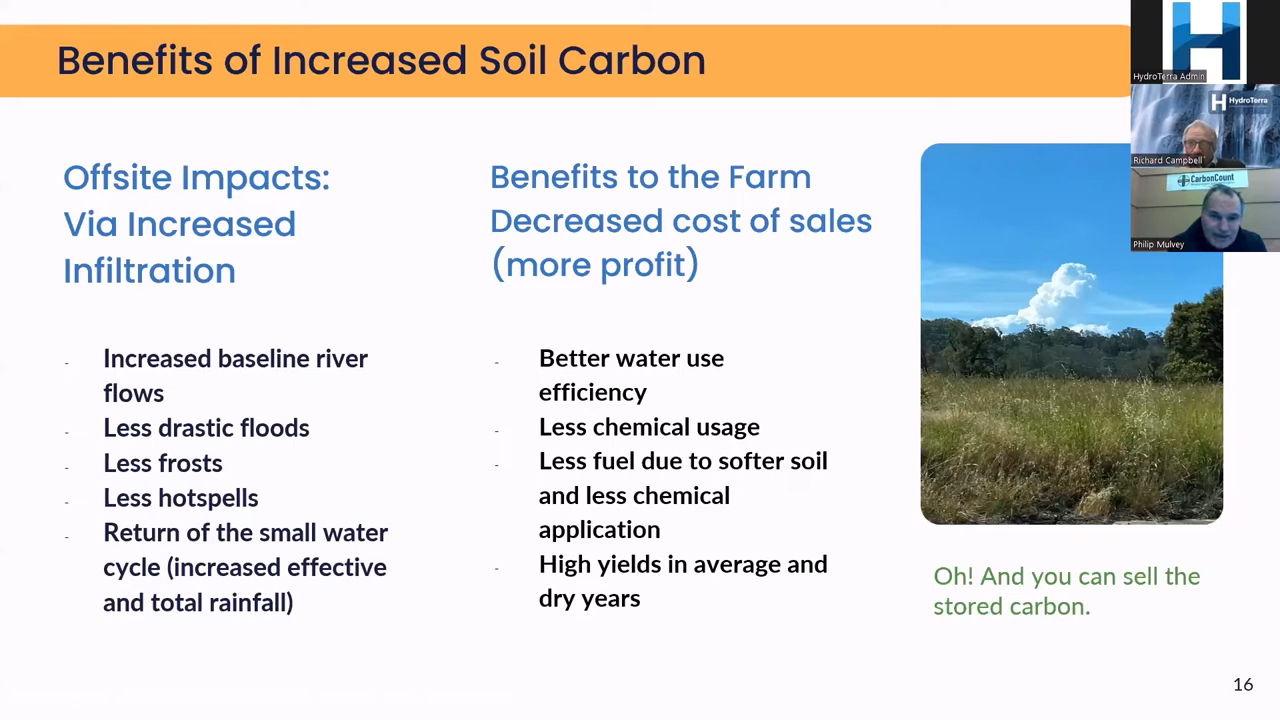 Benefits of Increased Soil Carbon
HydroTerra Admin
HydroTerra
Richard Campbell
CarbonCount
Philip Mulvey
Offsite Impacts:
Via Increased
Infiltration
- Increased baseline river
flows
- Less drastic floods
- Less frosts
- Less hotspells
- Return of the small water
cycle (increased effective
and total rainfall)
Benefits to the Farm
Decreased cost of sales
(more profit)
- Better water use
efficiency
- Less chemical usage
- Less fuel due to softer soil
and less chemical
application
- High yields in average and
dry years
Oh! And you can sell the
stored carbon.
16